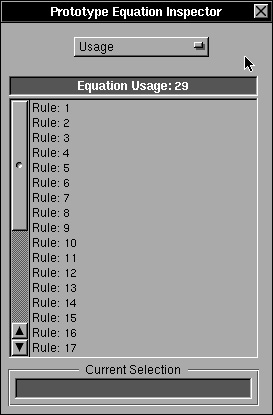 Prototype Equation Inspector
Usage
Equation Usage: 29
Rule: 1
Rule: 2
Rule: 3
Rule: 4
Rule: 5
Rule: 6
Rule: 7
Rule: 8
Rule: 9
Rule: 10
Rule: 11
Rule: 12
Rule: 13
Rule: 14
Rule: 15
Rule: 16
Rule: 17
Current Selection